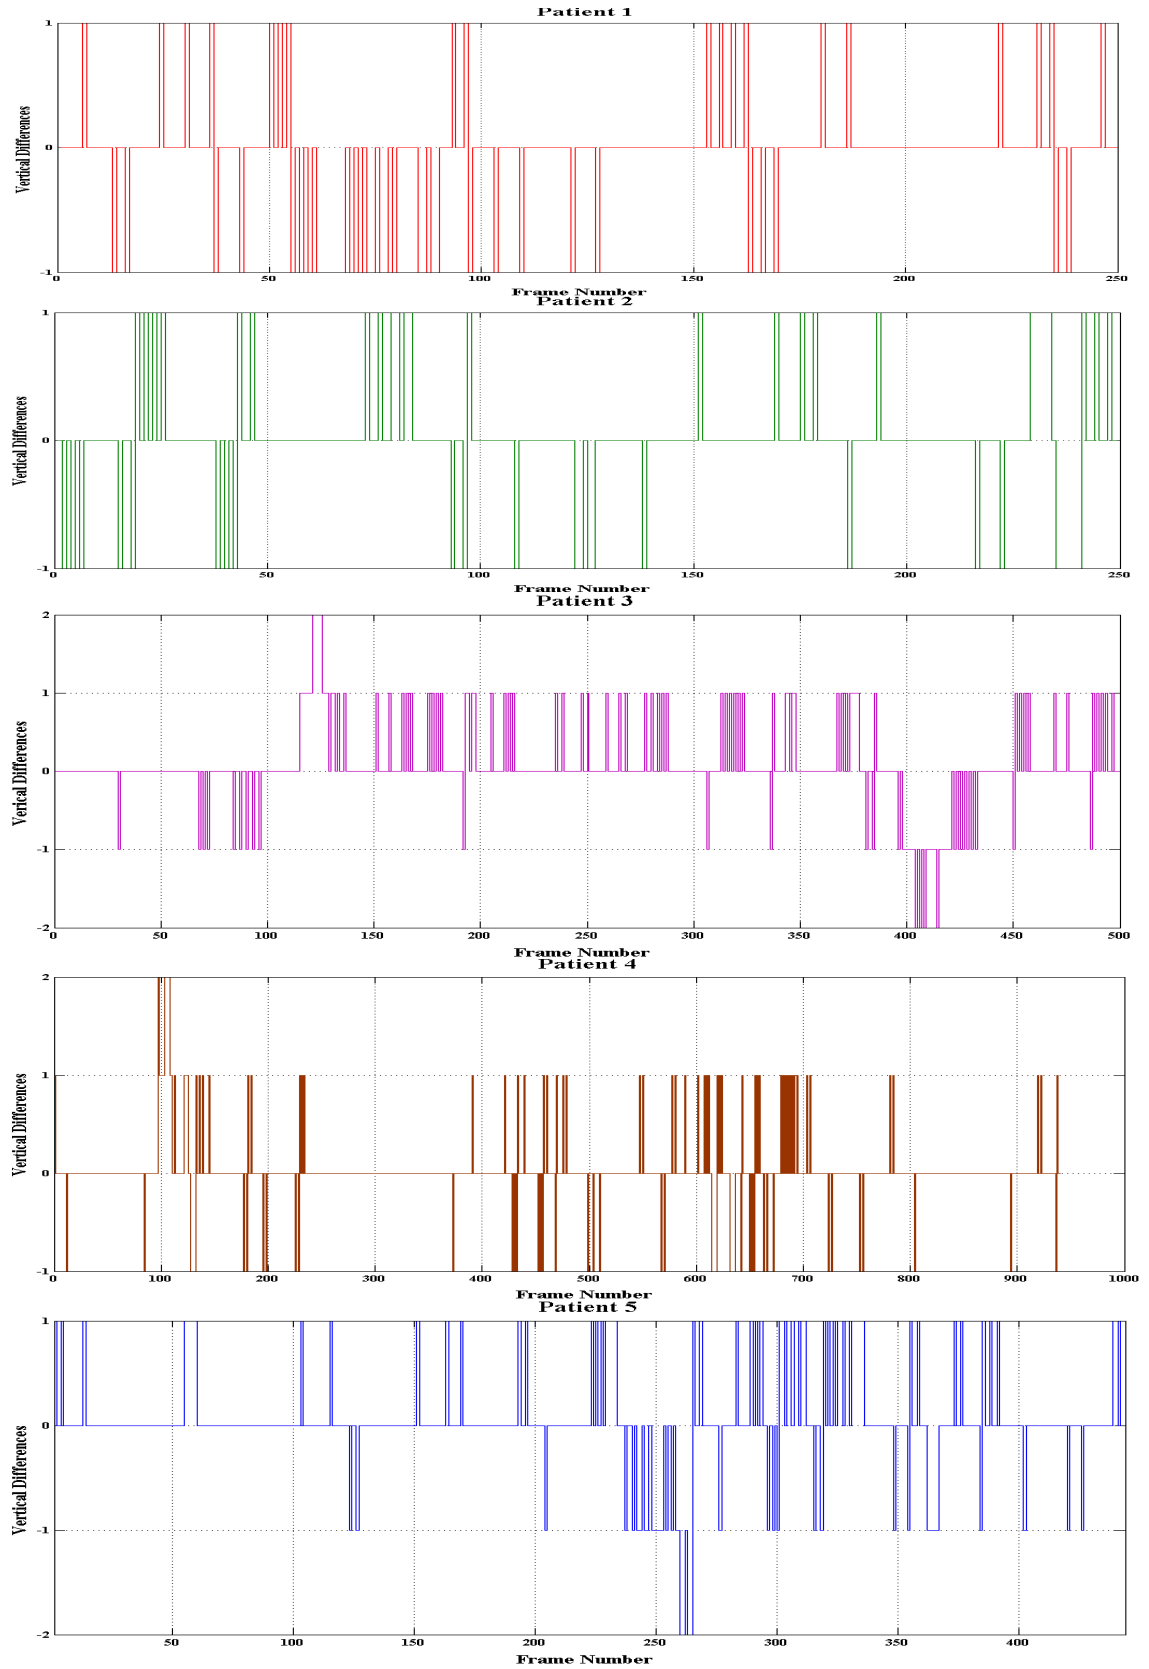 Patient 1
Vertical Differences
1
0
-1
0 50 100 150 200 250
Frame Number
Patient 2
Vertical Differences
1
0
-1
0 50 100 150 200 250
Frame Number
Patient 3
Verical Differences
2
1
0
-1
-2
0 50 100 150 200 250 300 350 400 450 500
Frame Number
Patient 4
Vertical Differences
2
1
0
-1
0 100 200 300 400 500 600 700 800 900 1000
Frame Number
Patient 5
Vertical Differences
1
0
-1
-2
50 100 150 200 250 300 350 400
Frame Number